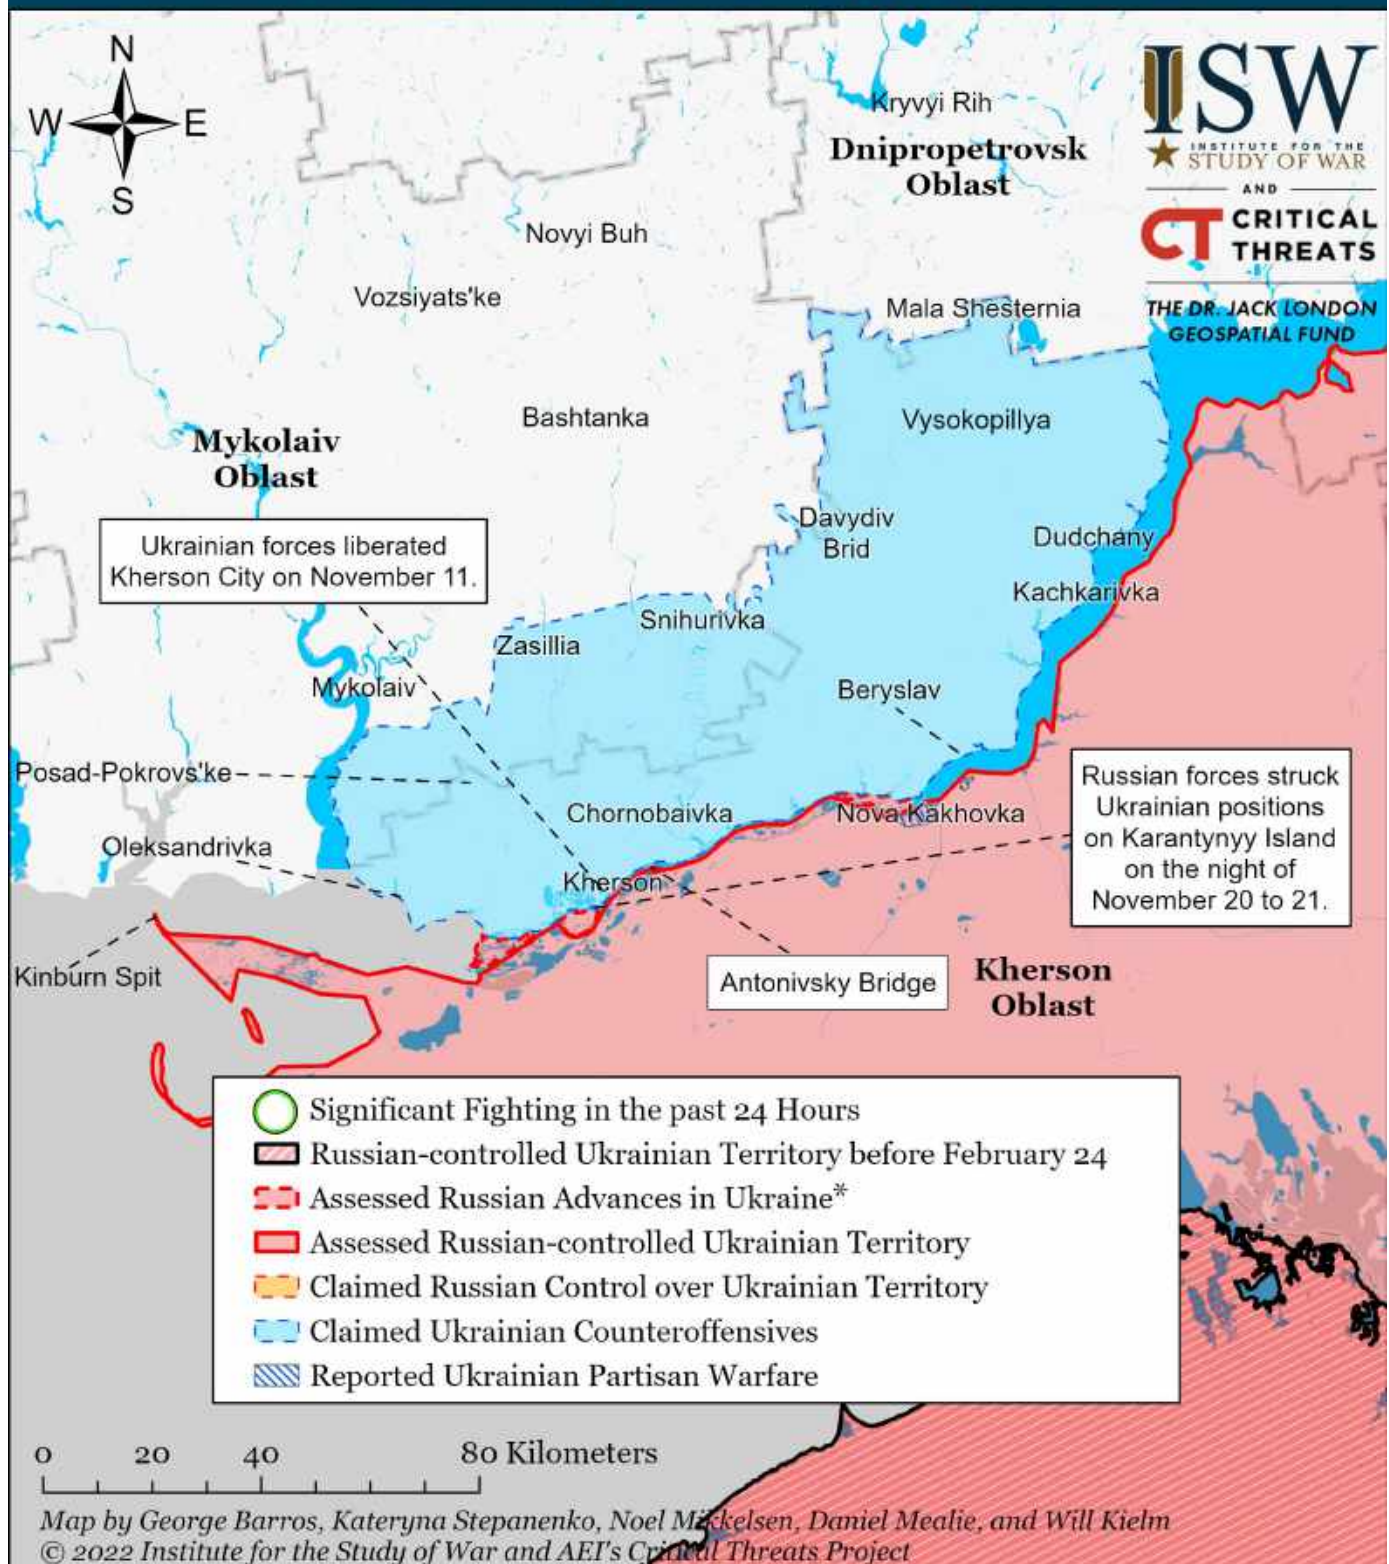 N
W
E
S
ISW
INSTITUTE FOR THE
STUDY OF WAR
AND
CT CRITICAL
THREATS
THE DR. JACK LONDON
GEOSPATIAL FUND
Kryvyi Rih
Dnipropetrovsk
Oblast
Novyi Buh
Vozsiyats'ke
Mala Shesternia
Bashtanka
Vysokopillya
Mykolaiv
Oblast
Davydiv
Brid
Dudchany
Ukrainian forces liberated
Kherson City on November 11.
Kachkarivka
Snihurivka
Zasillia
Mykolaiv
Beryslav
Posad-Pokrovs'ke
Russian forces struck
Ukrainian positions
on Karantynyy Island
on the night of
November 20 to 21.
Chornobaivka
Nova Kakhovka
Oleksandrivka
Kherson
Kinburn Spit
Antonivsky Bridge
Kherson
Oblast
Significant Fighting in the past 24 Hours
Russian-controlled Ukrainian Territory before February 24
Assessed Russian Advances in Ukraine*
Assessed Russian-controlled Ukrainian Territory
Claimed Russian Control over Ukrainian Territory
Claimed Ukrainian Counteroffensives
Reported Ukrainian Partisan Warfare
0 20 40 80 Kilometers
Map by George Barros, Kateryna Stepanenko, Noel Mikkelsen, Daniel Mealie, and Will Kielm
© 2022 Institute for the Study of War and AEI's Critical Threats Project